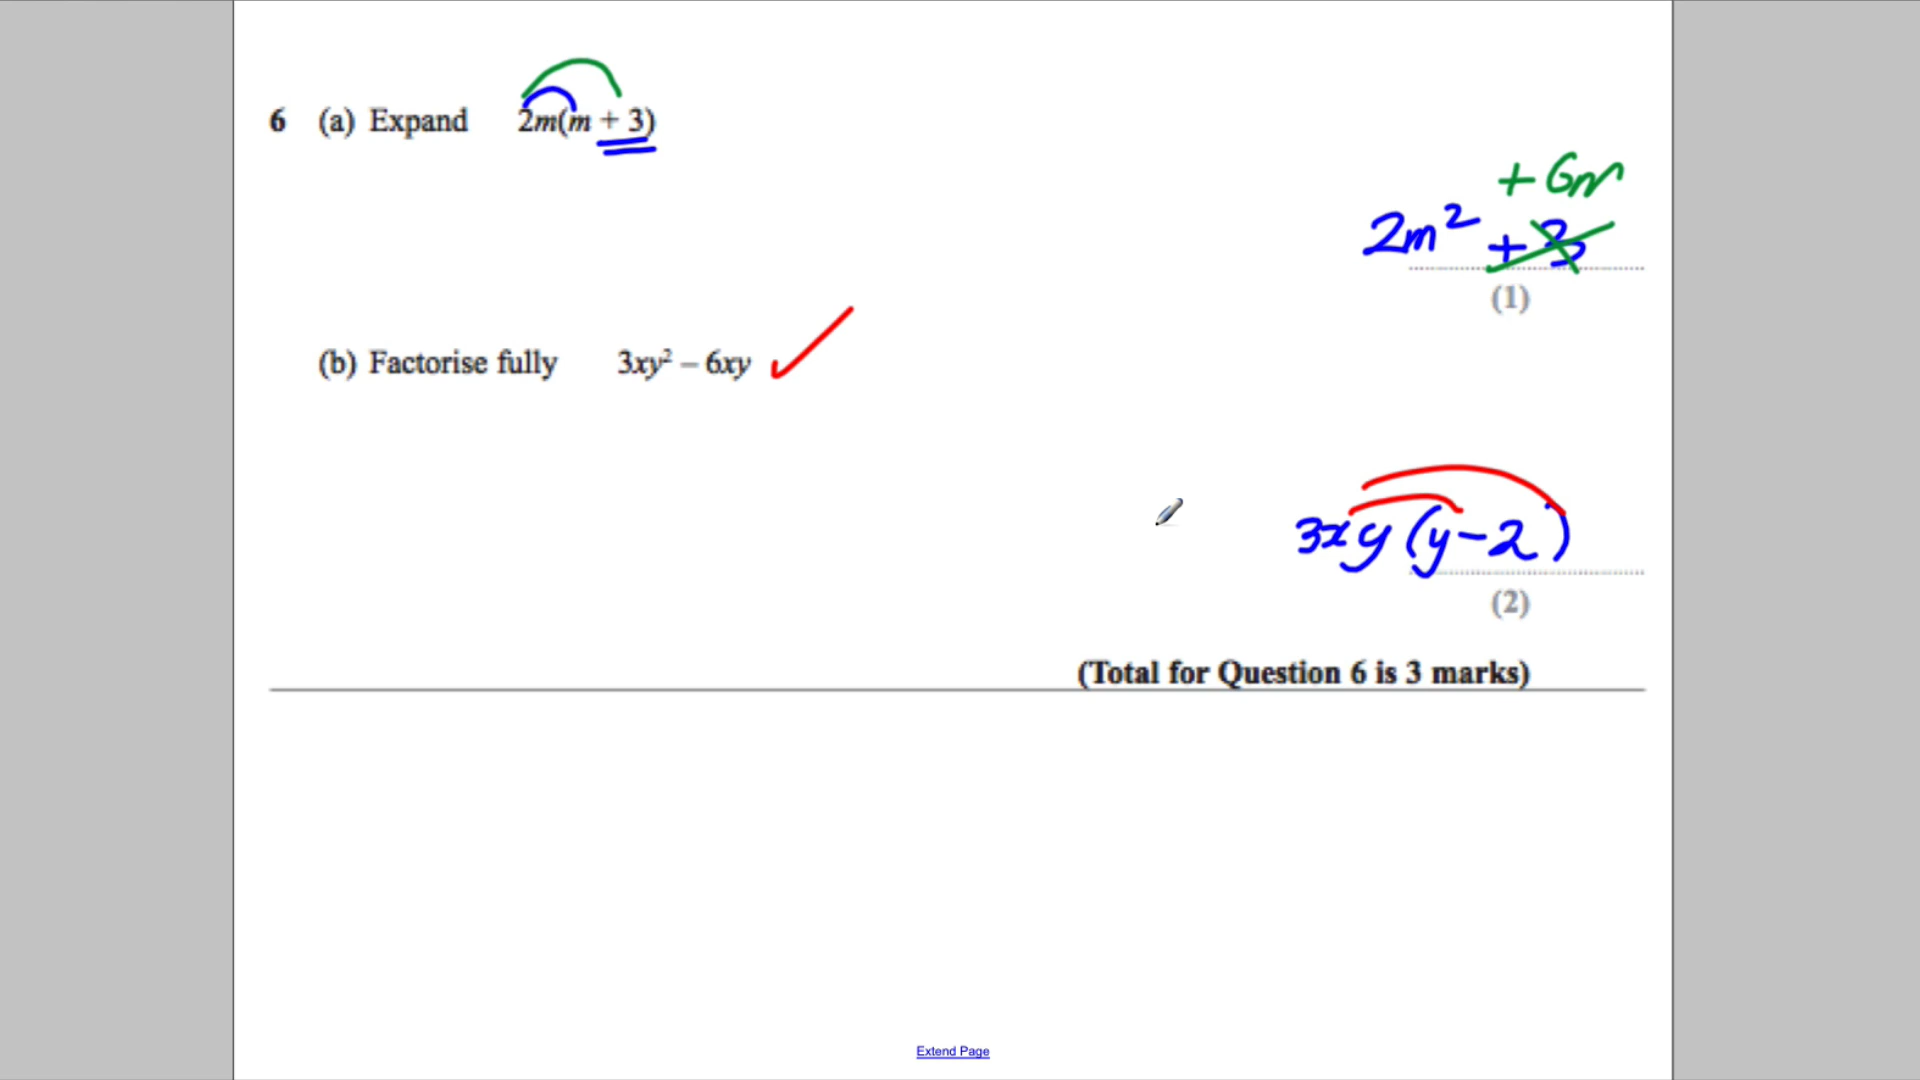 6 (a) Expand 2m(m + 3)
+ 6m
2m² + 3
(1)
(b) Factorise fully 3xy² – 6xy
3xy (y – 2)
(2)
(Total for Question 6 is 3 marks)
Extend Page